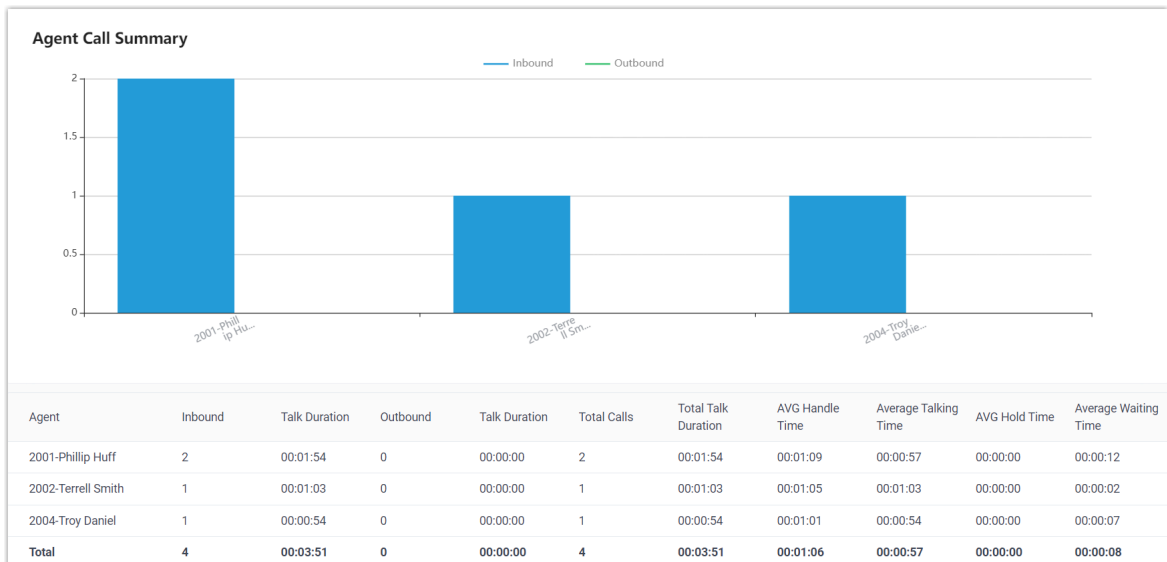 Agent Call Summary
Inbound Outbound
2
1.5
1
0.5
0
2001-Phill
ip Hu...
2002-Terre
ll Sm...
2004-Troy
Danie...
Agent Inbound Talk Duration Outbound Talk Duration Total Calls Total Talk Duration AVG Handle Time Average Talking Time AVG Hold Time Average Waiting Time
2001-Phillip Huff 2 00:01:54 0 00:00:00 2 00:01:54 00:01:09 00:00:57 00:00:00 00:00:12
2002-Terrell Smith 1 00:01:03 0 00:00:00 1 00:01:03 00:01:05 00:01:03 00:00:00 00:00:02
2004-Troy Daniel 1 00:00:54 0 00:00:00 1 00:00:54 00:01:01 00:00:54 00:00:00 00:00:07
Total 4 00:03:51 0 00:00:00 4 00:03:51 00:01:06 00:00:57 00:00:00 00:00:08